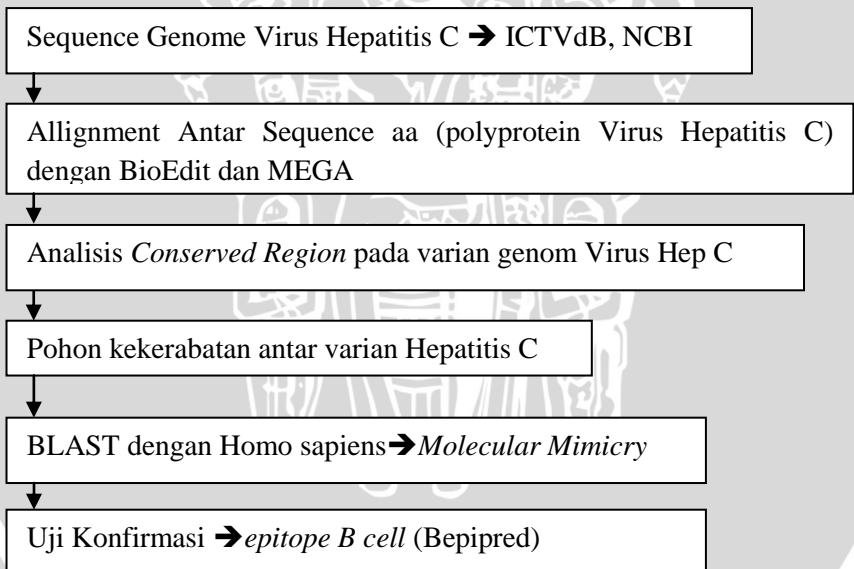 Sequence Genome Virus Hepatitis C ➔ ICTVdB, NCBI
Allignment Antar Sequence aa (polyprotein Virus Hepatitis C)
dengan BioEdit dan MEGA
Analisis Conserved Region pada varian genom Virus Hep C
Pohon kekerabatan antar varian Hepatitis C
BLAST dengan Homo sapiens➔Molecular Mimicry
Uji Konfirmasi ➔epitope B cell (Bepipred)